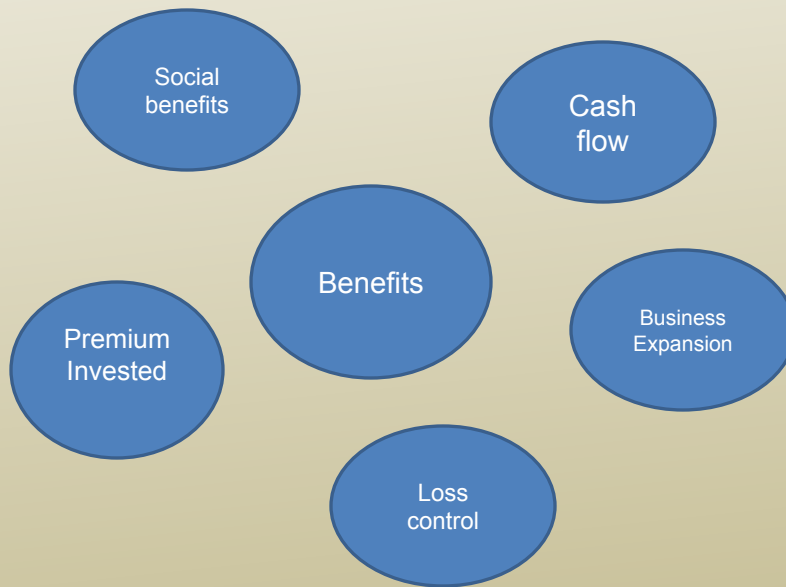 Social
benefits
Cash
flow
Benefits
Business
Expansion
Premium
Invested
Loss
control